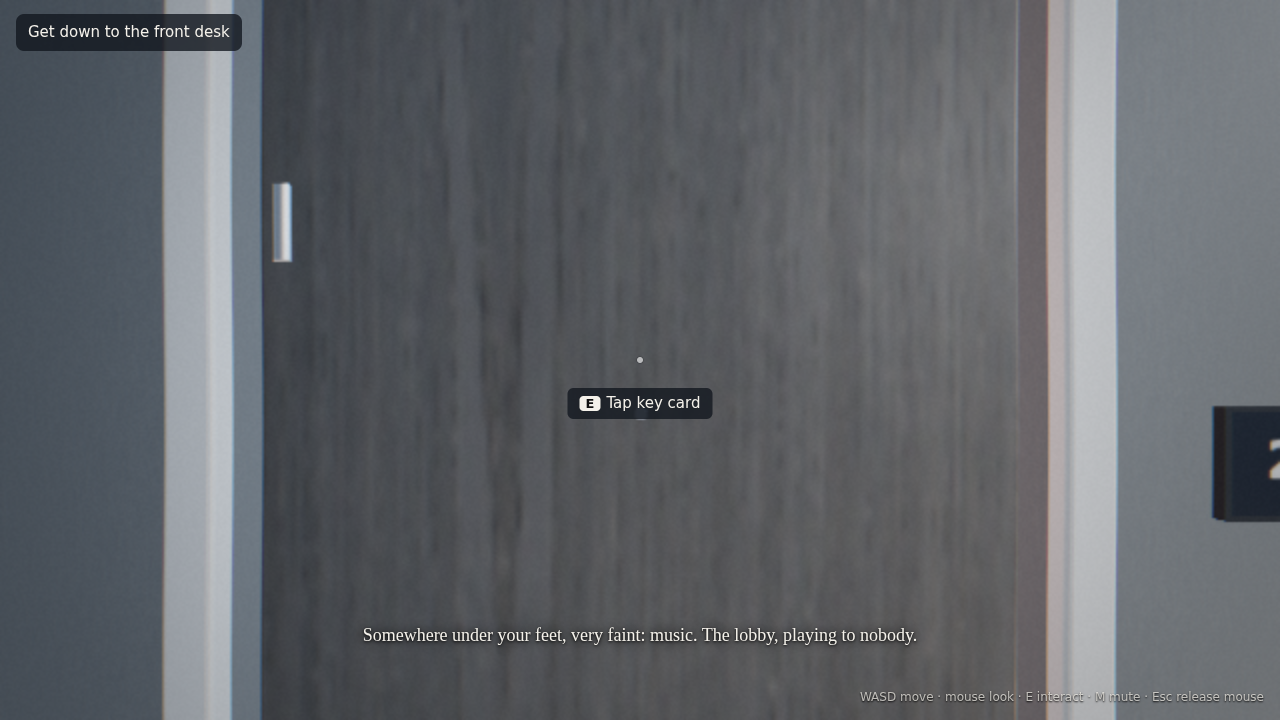 Get down to the front desk
E Tap key card
2
Somewhere under your feet, very faint: music. The lobby, playing to nobody.
WASD move · mouse look · E interact · M mute · Esc release mouse